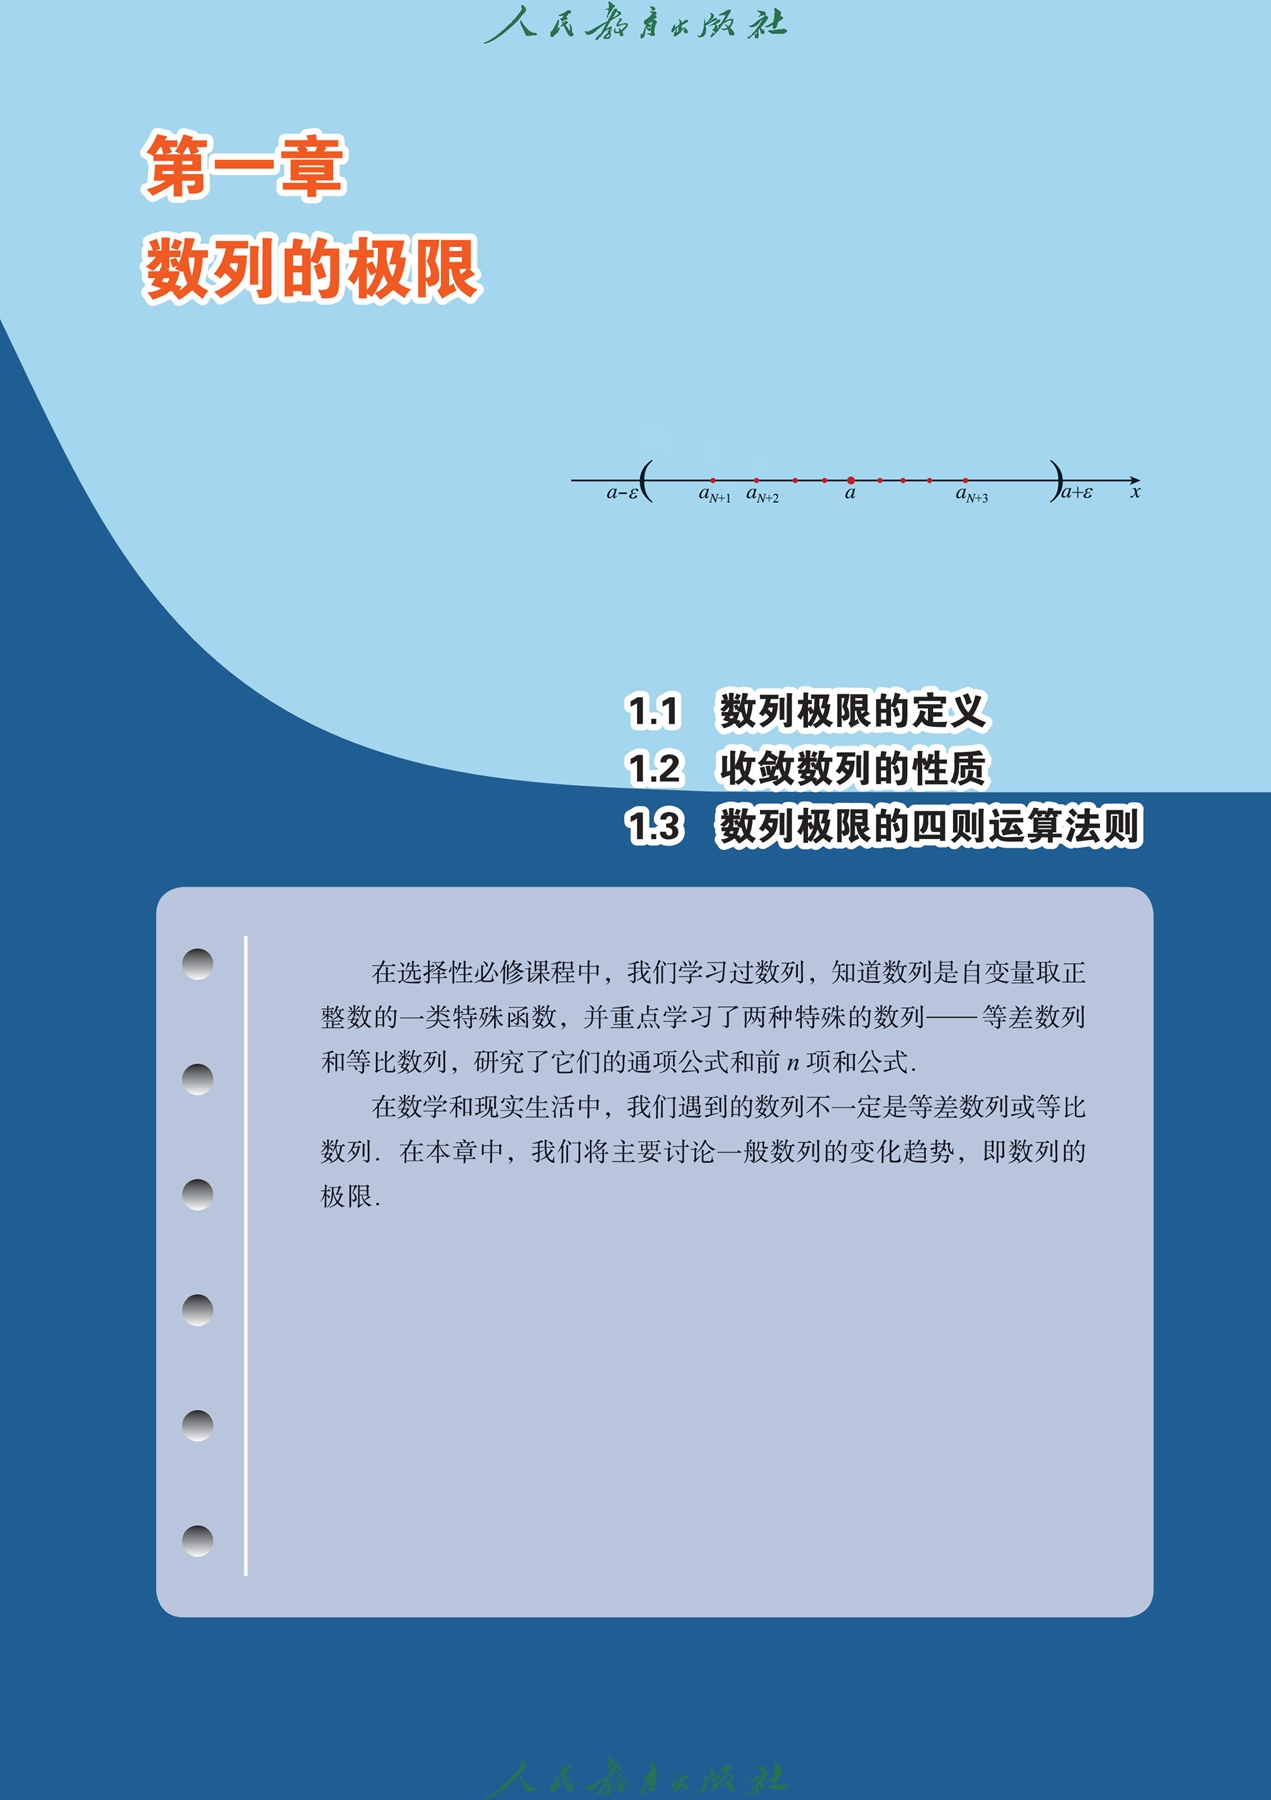 人民教育出版社
第一章
数列的极限
a-ε a_{N+1} a_{N+2} a a_{N+3} a+ε x
1.1 数列极限的定义
1.2 收敛数列的性质
1.3 数列极限的四则运算法则
在选择性必修课程中，我们学习过数列，知道数列是自变量取正
整数的一类特殊函数，并重点学习了两种特殊的数列——等差数列
和等比数列，研究了它们的通项公式和前 n 项和公式.
在数学和现实生活中，我们遇到的数列不一定是等差数列或等比
数列. 在本章中，我们将主要讨论一般数列的变化趋势，即数列的
极限.
人民教育出版社